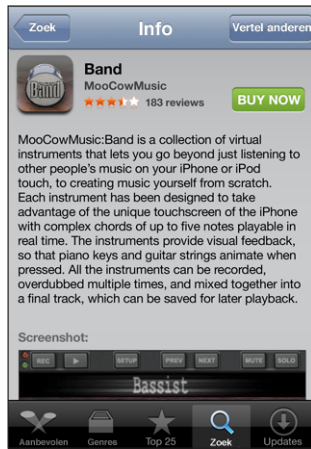 Zoek
Info
Vertel anderen
Band
Band
MooCowMusic
183 reviews
BUY NOW
MooCowMusic:Band is a collection of virtual
instruments that lets you go beyond just listening to
other people's music on your iPhone or iPod
touch, to creating music yourself from scratch.
Each instrument has been designed to take
advantage of the unique touchscreen of the iPhone
with complex chords of up to five notes playable in
real time. The instruments provide visual feedback,
so that piano keys and guitar strings animate when
pressed. All the instruments can be recorded,
overdubbed multiple times, and mixed together into
a final track, which can be saved for later playback.
Screenshot:
REC SETUP PREV NEXT MUTE SOLO
Bassist
Aanbevolen Genres Top 25 Zoek Updates